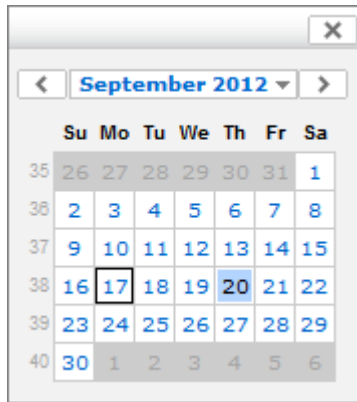 September 2012
Su Mo Tu We Th Fr Sa
35 26 27 28 29 30 31 1
36 2 3 4 5 6 7 8
37 9 10 11 12 13 14 15
38 16 17 18 19 20 21 22
39 23 24 25 26 27 28 29
40 30 1 2 3 4 5 6